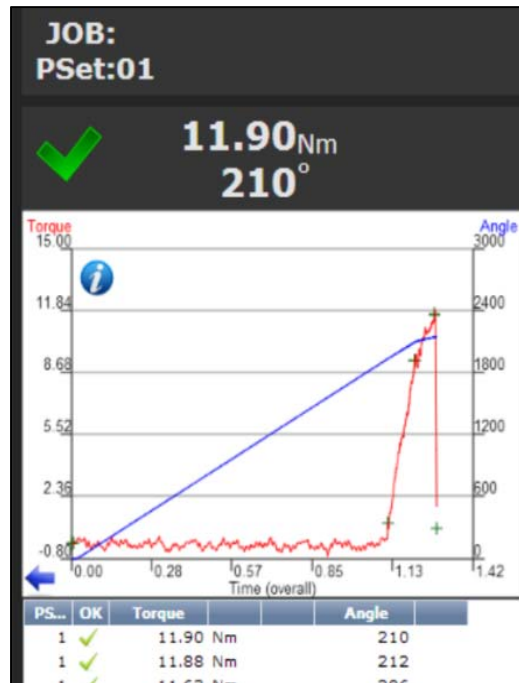 JOB:
PSet:01
11.90Nm
210°
Torque Angle
15.00 3000
i
11.84 2400
8.68 1800
5.52 1200
2.36 600
-0.80 0
0.00 0.28 0.57 0.85 1.13 1.42
Time (overall)
PS... OK Torque Angle
1 11.90 Nm 210
1 11.88 Nm 212